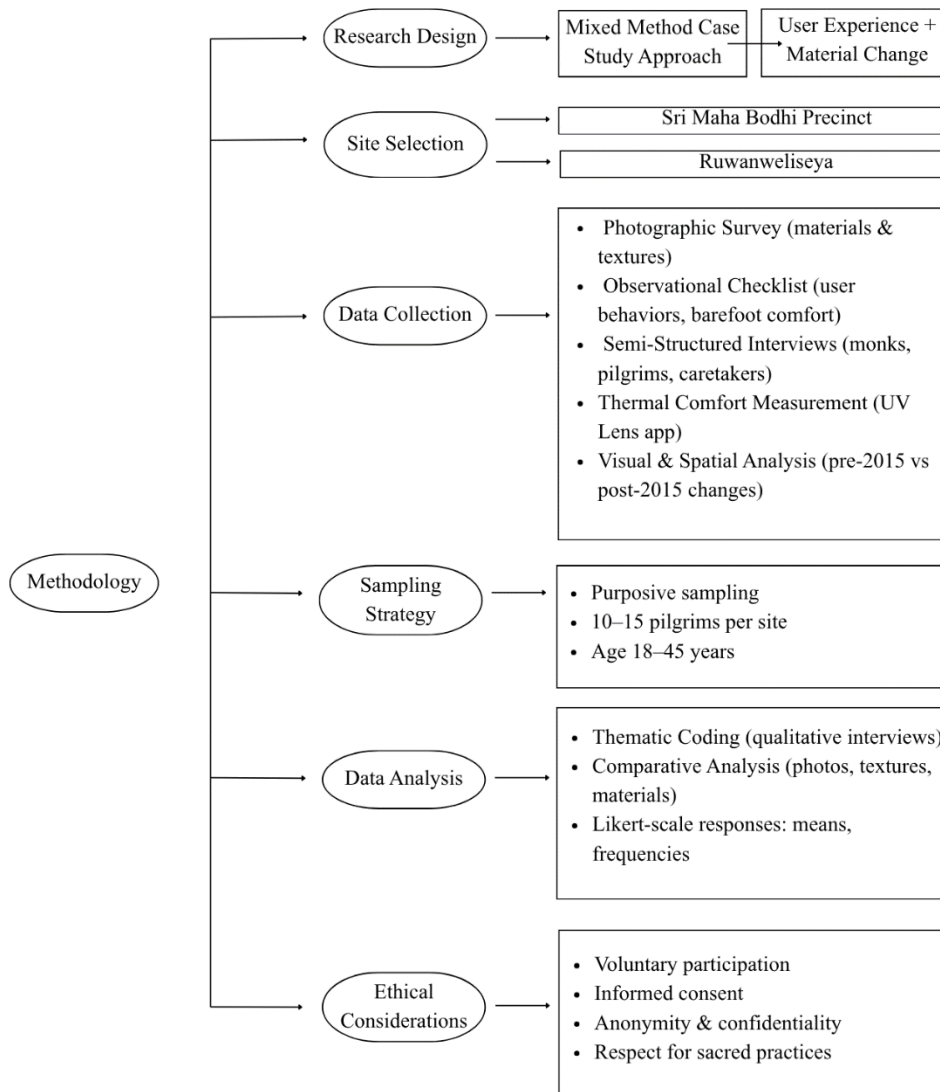 Research Design
Mixed Method Case
Study Approach
User Experience +
Material Change
Site Selection
Sri Maha Bodhi Precinct
Ruwanweliseya
Data Collection
• Photographic Survey (materials &
textures)
• Observational Checklist (user
behaviors, barefoot comfort)
• Semi-Structured Interviews (monks,
pilgrims, caretakers)
• Thermal Comfort Measurement (UV
Lens app)
• Visual & Spatial Analysis (pre-2015 vs
post-2015 changes)
Methodology
Sampling
Strategy
• Purposive sampling
• 10–15 pilgrims per site
• Age 18–45 years
Data Analysis
• Thematic Coding (qualitative interviews)
• Comparative Analysis (photos, textures,
materials)
• Likert-scale responses: means,
frequencies
Ethical
Considerations
• Voluntary participation
• Informed consent
• Anonymity & confidentiality
• Respect for sacred practices